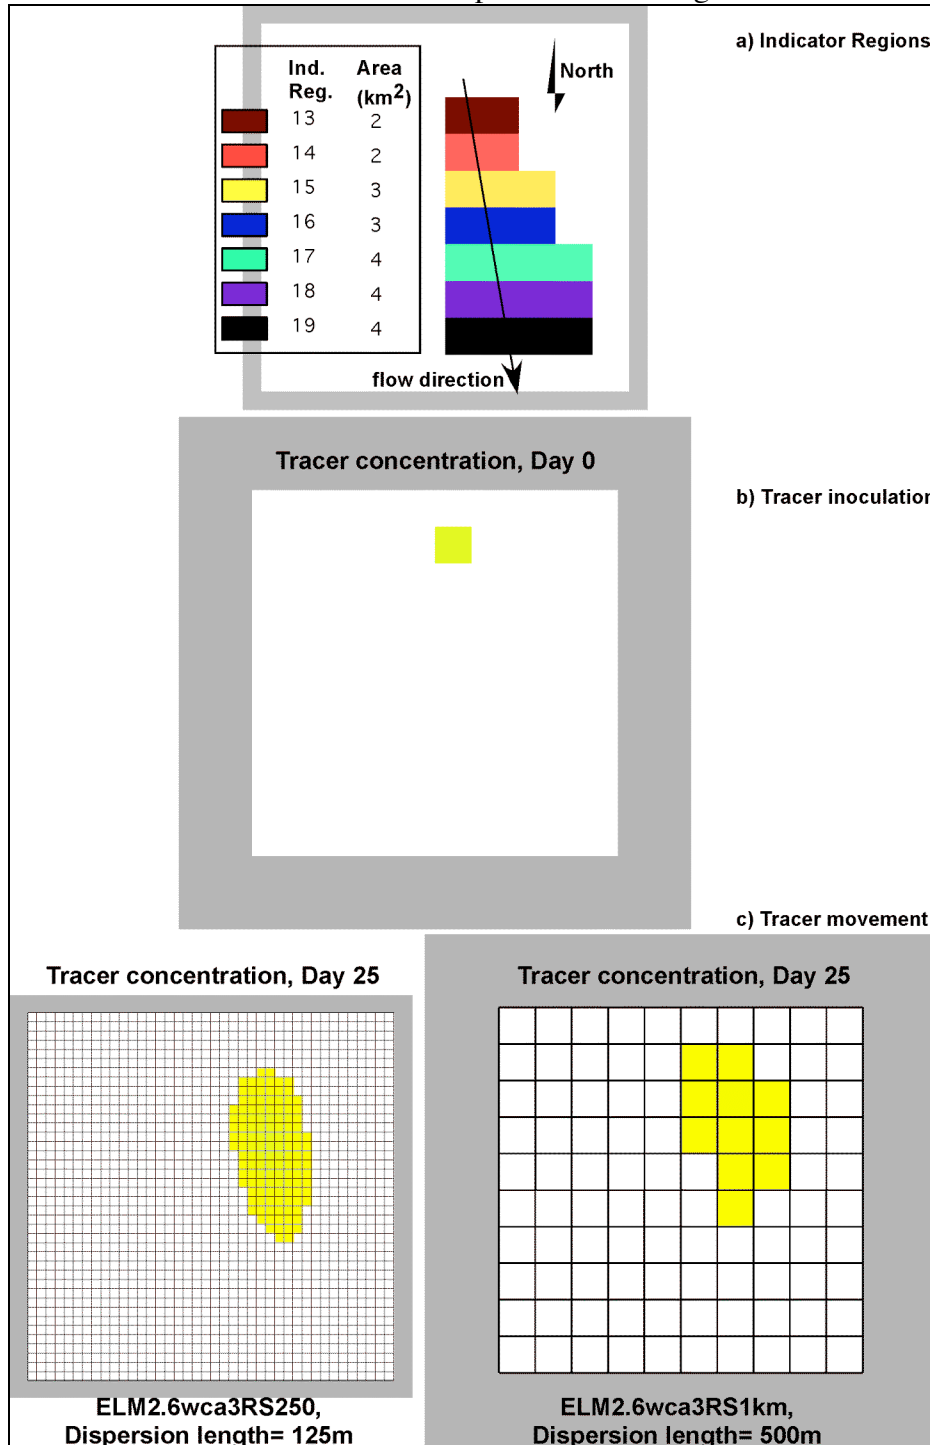 a) Indicator Regions
Ind. Reg. Area (km2)
North
13 2
14 2
15 3
16 3
17 4
18 4
19 4
flow direction
Tracer concentration, Day 0
b) Tracer inoculation
c) Tracer movement
Tracer concentration, Day 25
Tracer concentration, Day 25
ELM2.6wca3RS250,
Dispersion length= 125m
ELM2.6wca3RS1km,
Dispersion length= 500m